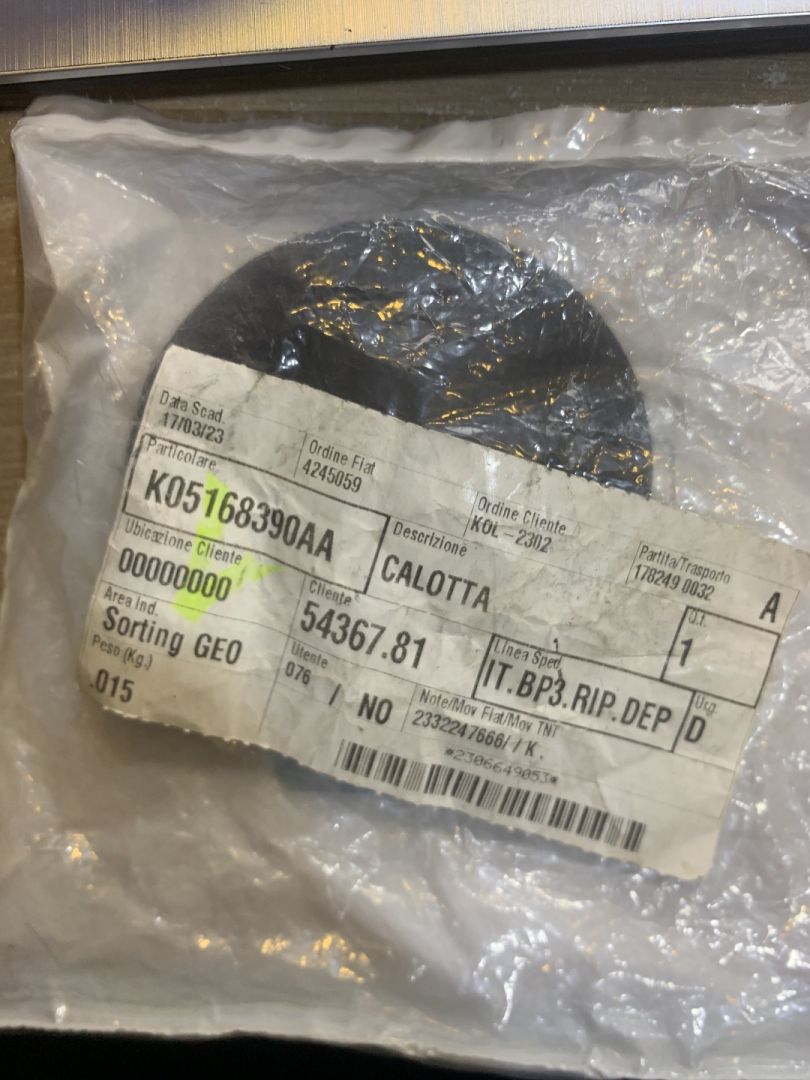 Data Scad.
17/03/23
Ordine Fiat
4245059
Ordine Cliente
KOL-2302
Partita/Trasporto
178249 0032
A
Particolare
K05168390AA
Descrizione
CALOTTA
Q.t.
1
Ubicazione Cliente
00000000
Cliente
54367.81
Linea Sped.
IT.BP3.RIP.DEP
Urg.
D
Area Ind.
Sorting GEO
Utente
076 / NO
Note/Mov Fiat/Mov TNT
2332247666/ / K.
Peso (Kg.)
.015
*2306649053*